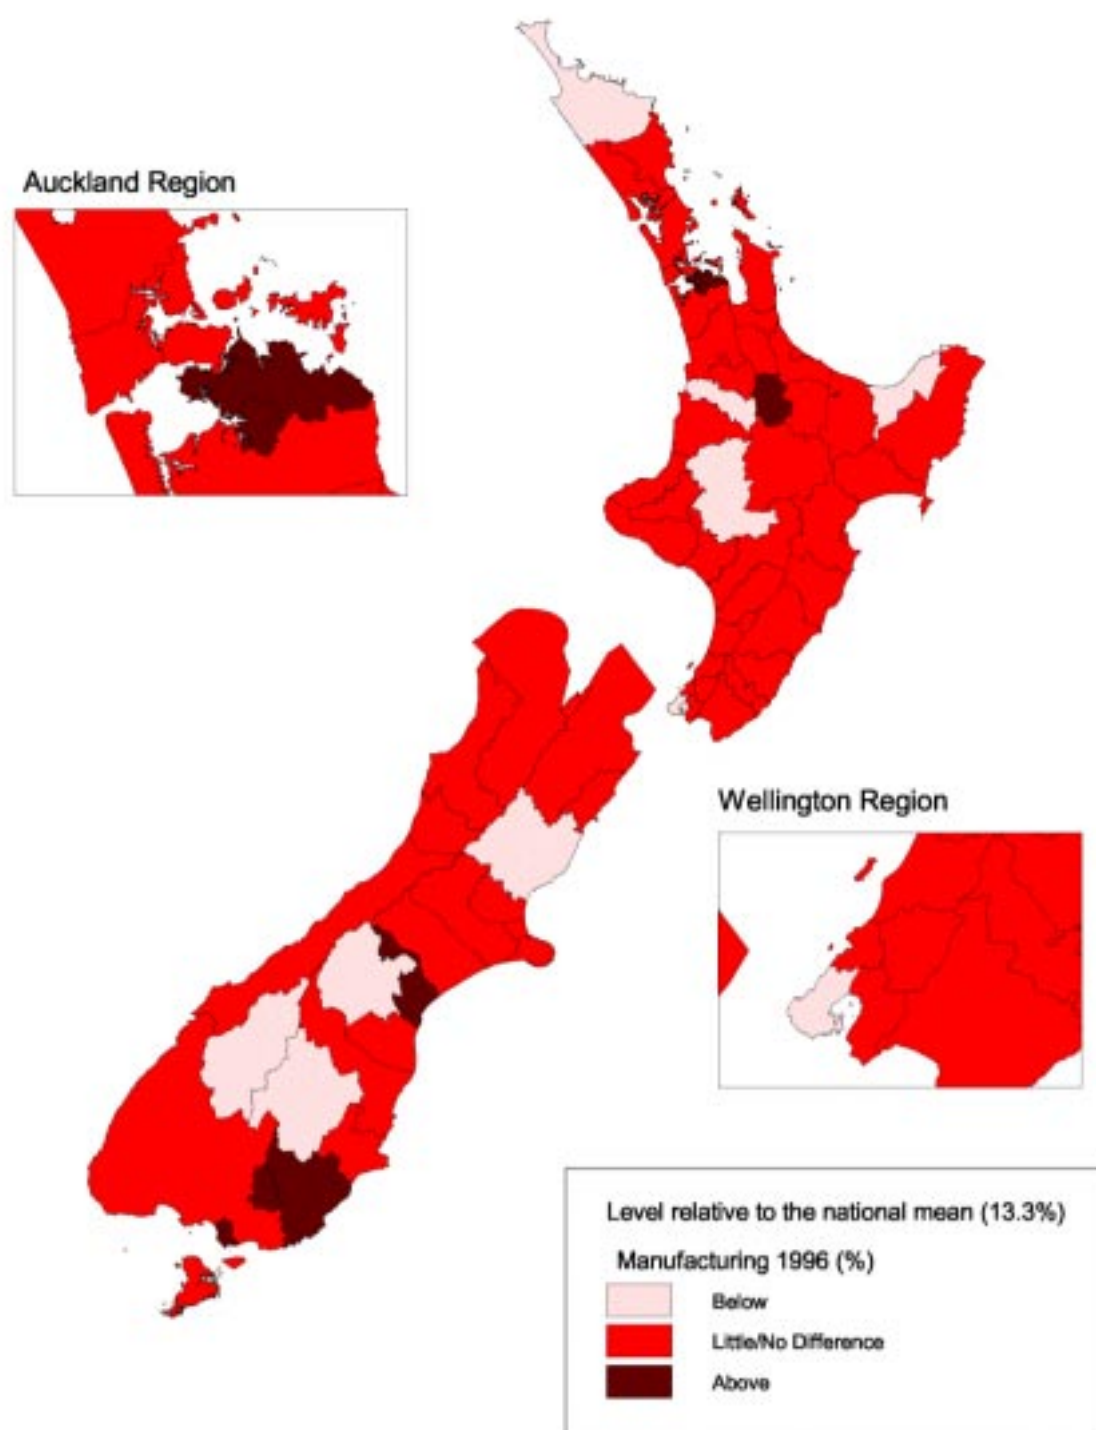 Auckland Region
Wellington Region
Level relative to the national mean (13.3%)
Manufacturing 1996 (%)
Below
Little/No Difference
Above